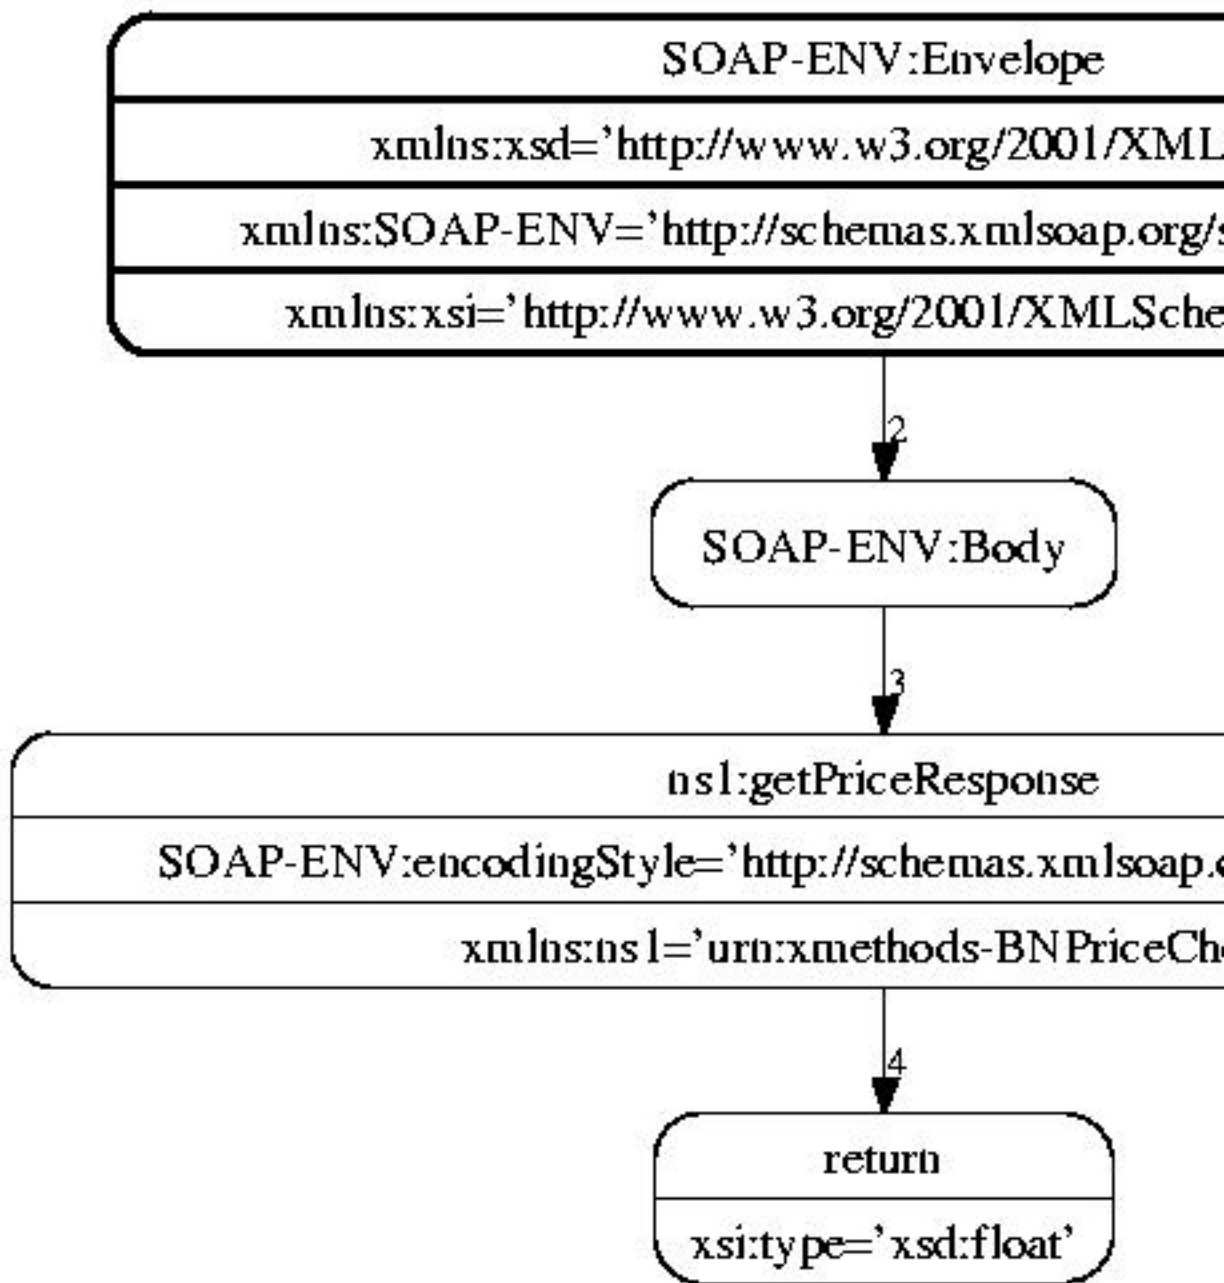 SOAP-ENV:Envelope
xmlns:xsd='http://www.w3.org/2001/XML
xmlns:SOAP-ENV='http://schemas.xmlsoap.org/s
xmlns:xsi='http://www.w3.org/2001/XMLSche
2
SOAP-ENV:Body
3
ns1:getPriceResponse
SOAP-ENV:encodingStyle='http://schemas.xmlsoap.o
xmlns:ns1='urn:xmethods-BNPriceChe
4
return
xsi:type='xsd:float'